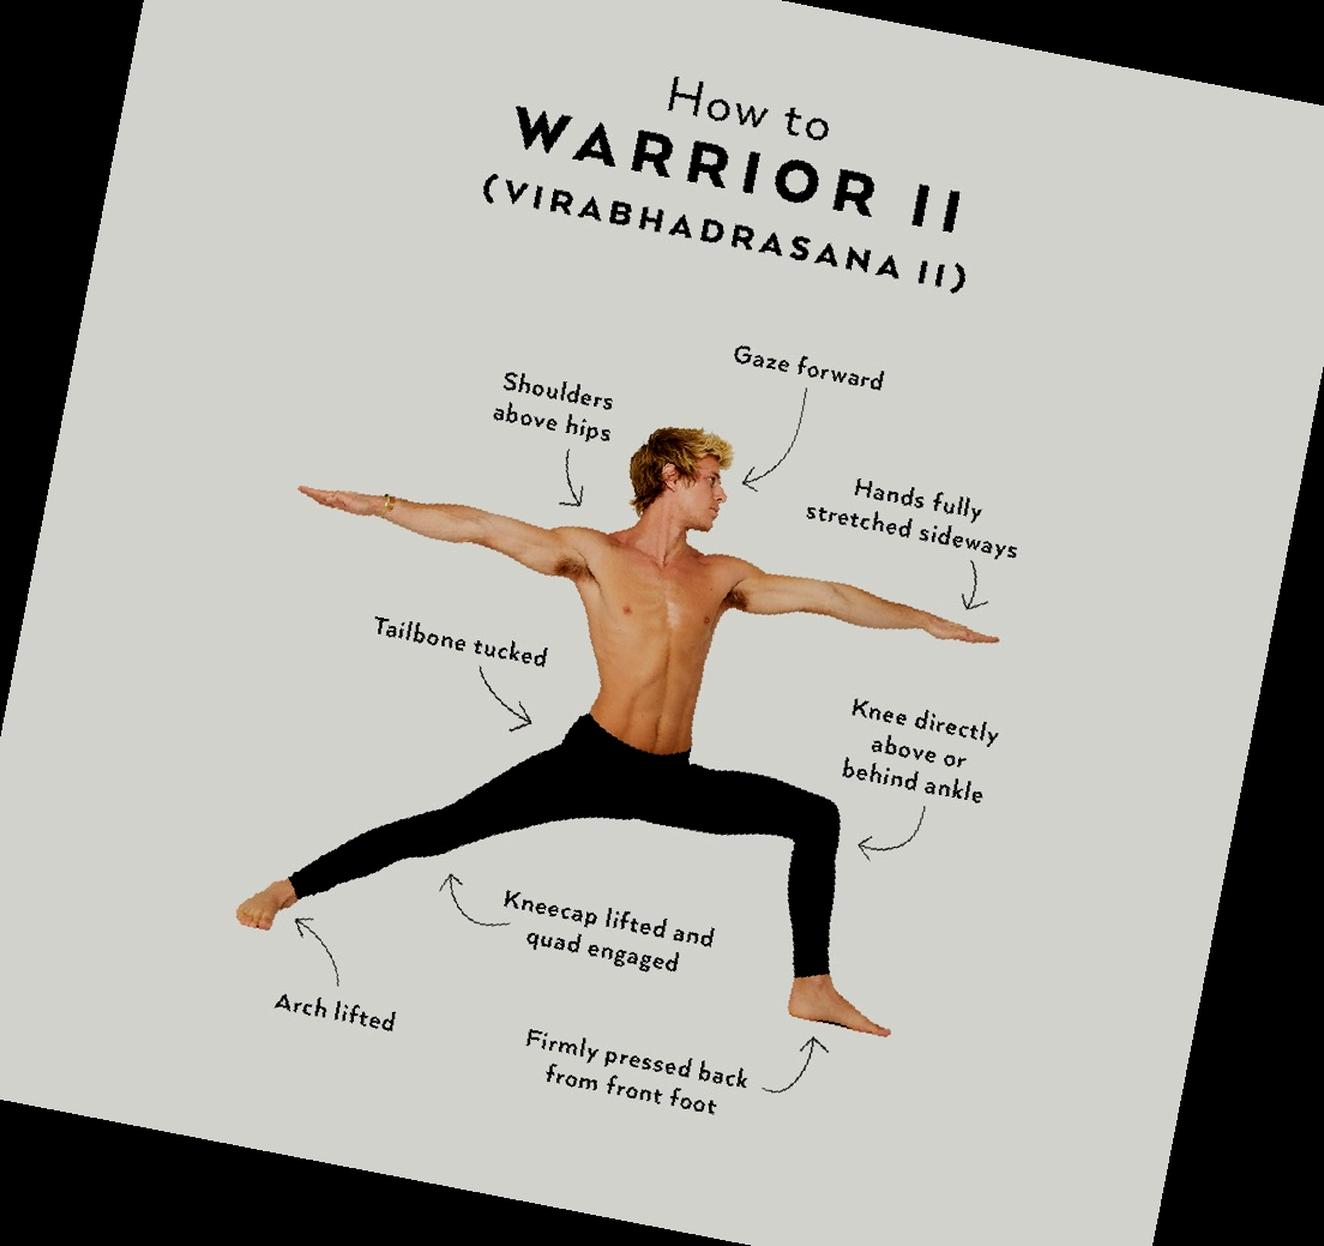 How to
WARRIOR II
(VIRABHADRASANA II)
Gaze forward
Shoulders
above hips
Hands fully
stretched sideways
Tailbone tucked
Knee directly
above or
behind ankle
Kneecap lifted and
quad engaged
Arch lifted
Firmly pressed back
from front foot